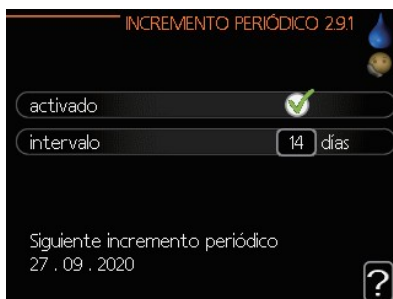 INCREMENTO PERIÓDICO 2.9.1
activado
intervalo 14 días
Siguiente incremento periódico
27 . 09 . 2020
?